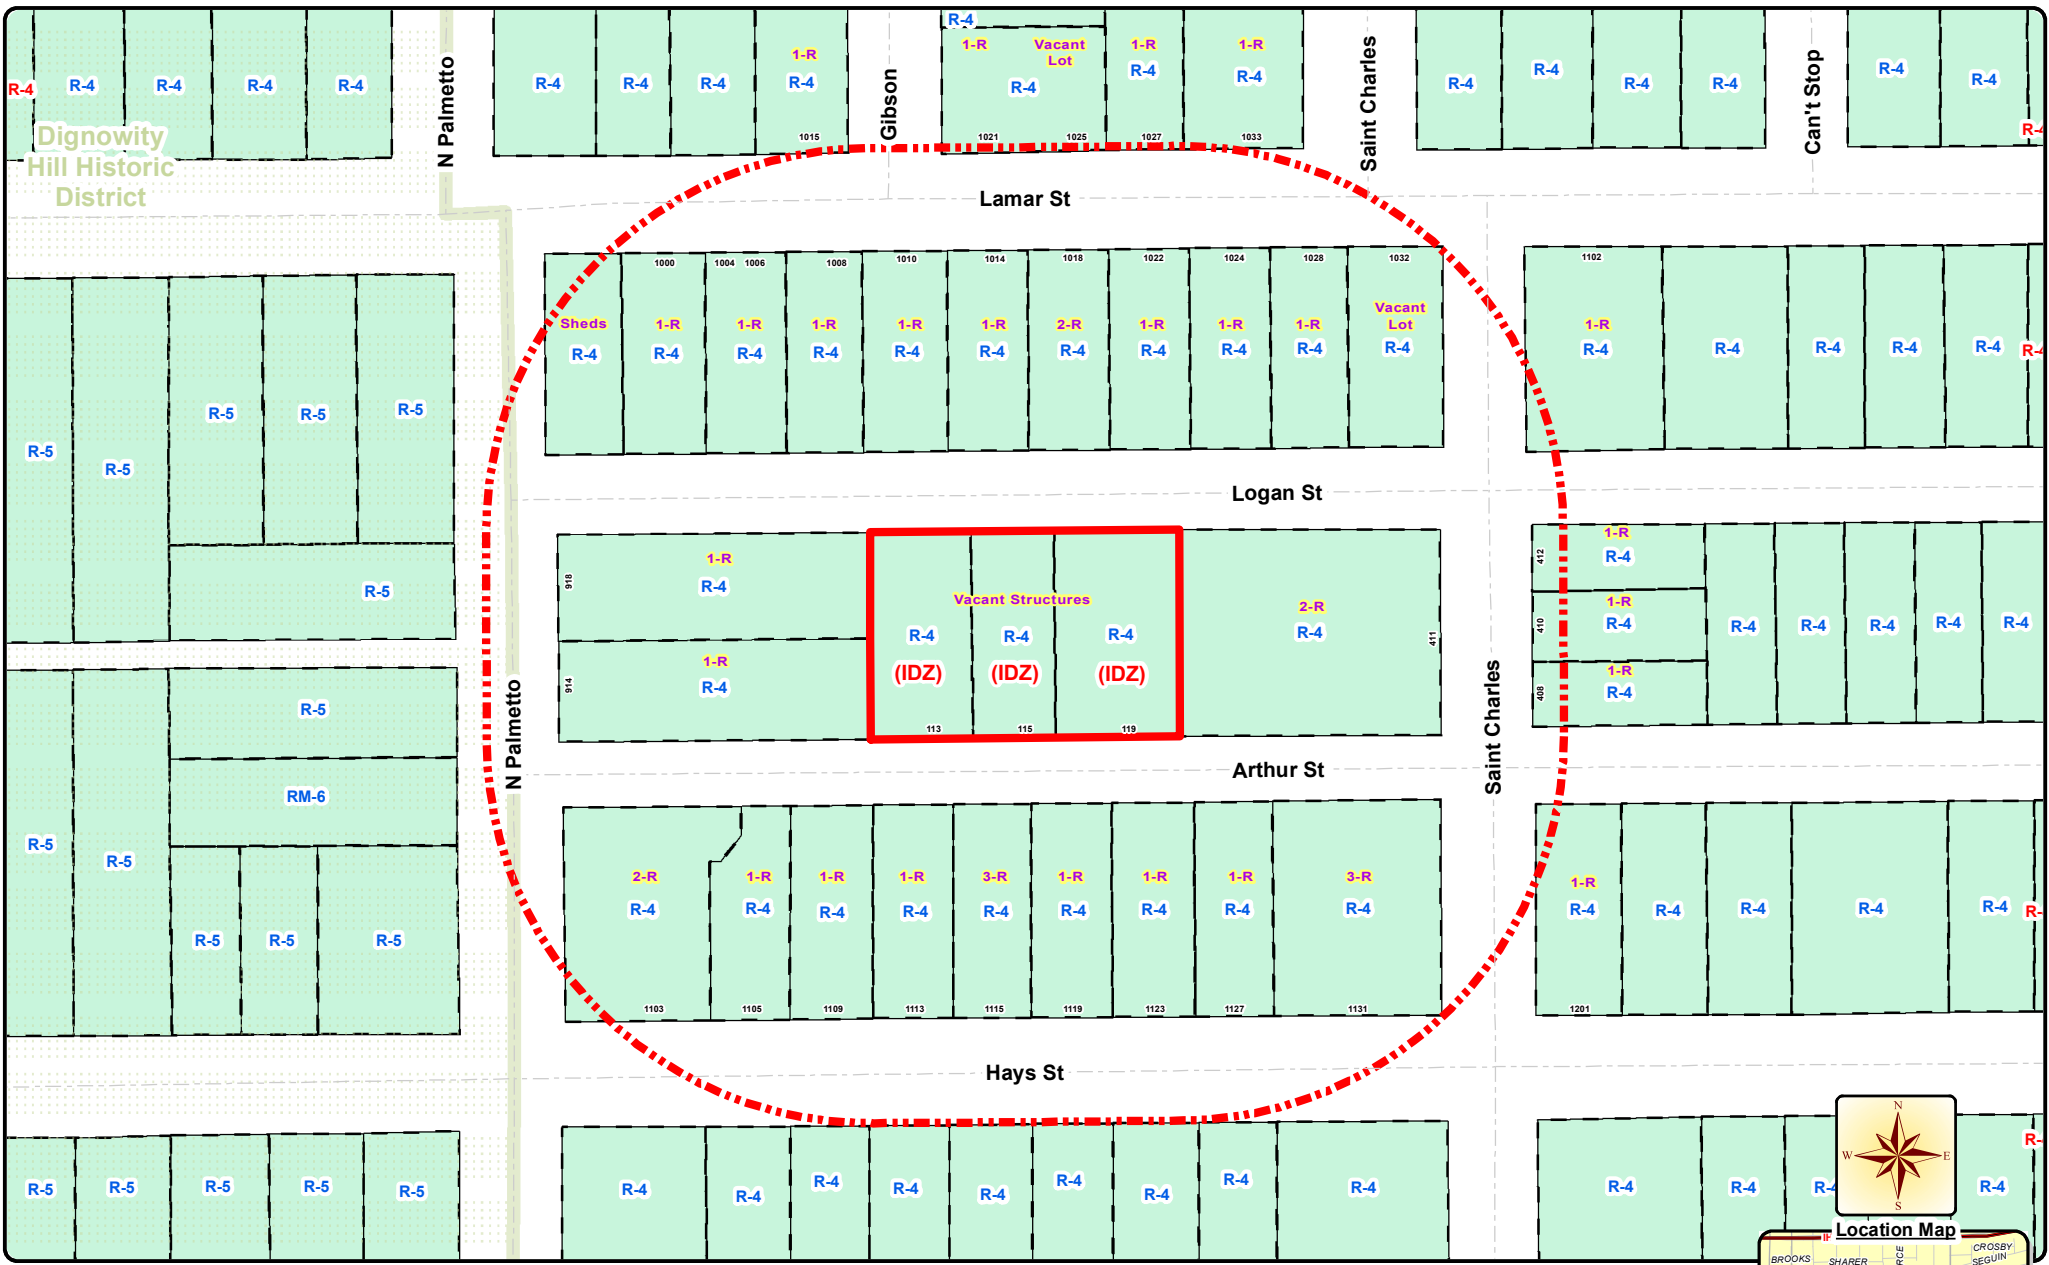 R-4
R-4
R-4
R-4
R-4
Dignowity
Hill Historic
District
N Palmetto
R-4
R-4
R-4
1-R
R-4
1015
Gibson
R-4
1-R
Vacant
Lot
R-4
1021
1025
1-R
R-4
1027
1-R
R-4
1033
Saint Charles
R-4
R-4
R-4
R-4
Can't Stop
R-4
R-4
Lamar St
Sheds
R-4
1000
1-R
R-4
1004
1006
1-R
R-4
1008
1-R
R-4
1010
1-R
R-4
1014
1-R
R-4
1018
2-R
R-4
1022
1-R
R-4
1024
1-R
R-4
1028
1-R
R-4
1032
Vacant
Lot
R-4
1102
1-R
R-4
R-4
R-4
R-4
R-4
R-5
R-5
R-5
R-5
R-5
R-5
Logan St
918
1-R
R-4
914
1-R
R-4
Vacant Structures
R-4
R-4
R-4
(IDZ)
(IDZ)
(IDZ)
113
115
119
2-R
R-4
411
412
1-R
R-4
410
1-R
R-4
408
1-R
R-4
R-4
R-4
R-4
R-4
R-4
N Palmetto
Saint Charles
Arthur St
R-5
RM-6
R-5
R-5
R-5
R-5
R-5
2-R
R-4
1103
1-R
R-4
1105
1-R
R-4
1109
1-R
R-4
1113
3-R
R-4
1115
1-R
R-4
1119
1-R
R-4
1123
1-R
R-4
1127
3-R
R-4
1131
1-R
R-4
1201
R-4
R-4
R-4
R-4
Hays St
R-5
R-5
R-5
R-5
R-5
R-4
R-4
R-4
R-4
R-4
R-4
R-4
R-4
R-4
R-4
R-4
R-4
N
W
E
S
Location Map
BROOKS
SHARER
CROSBY
SEGUIN